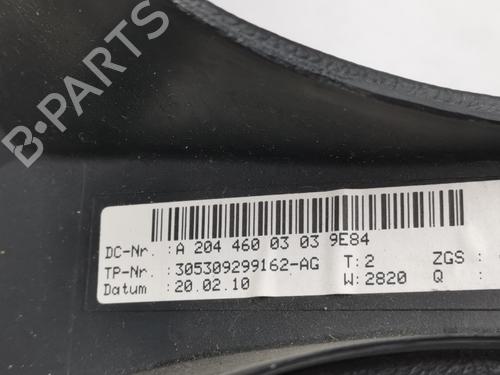 B-PARTS
DC-Nr. :A 204 460 03 03 9E84
TP-Nr. :305309299162-AG T:2 ZGS :
Datum :20.02.10 W:2820 Q :